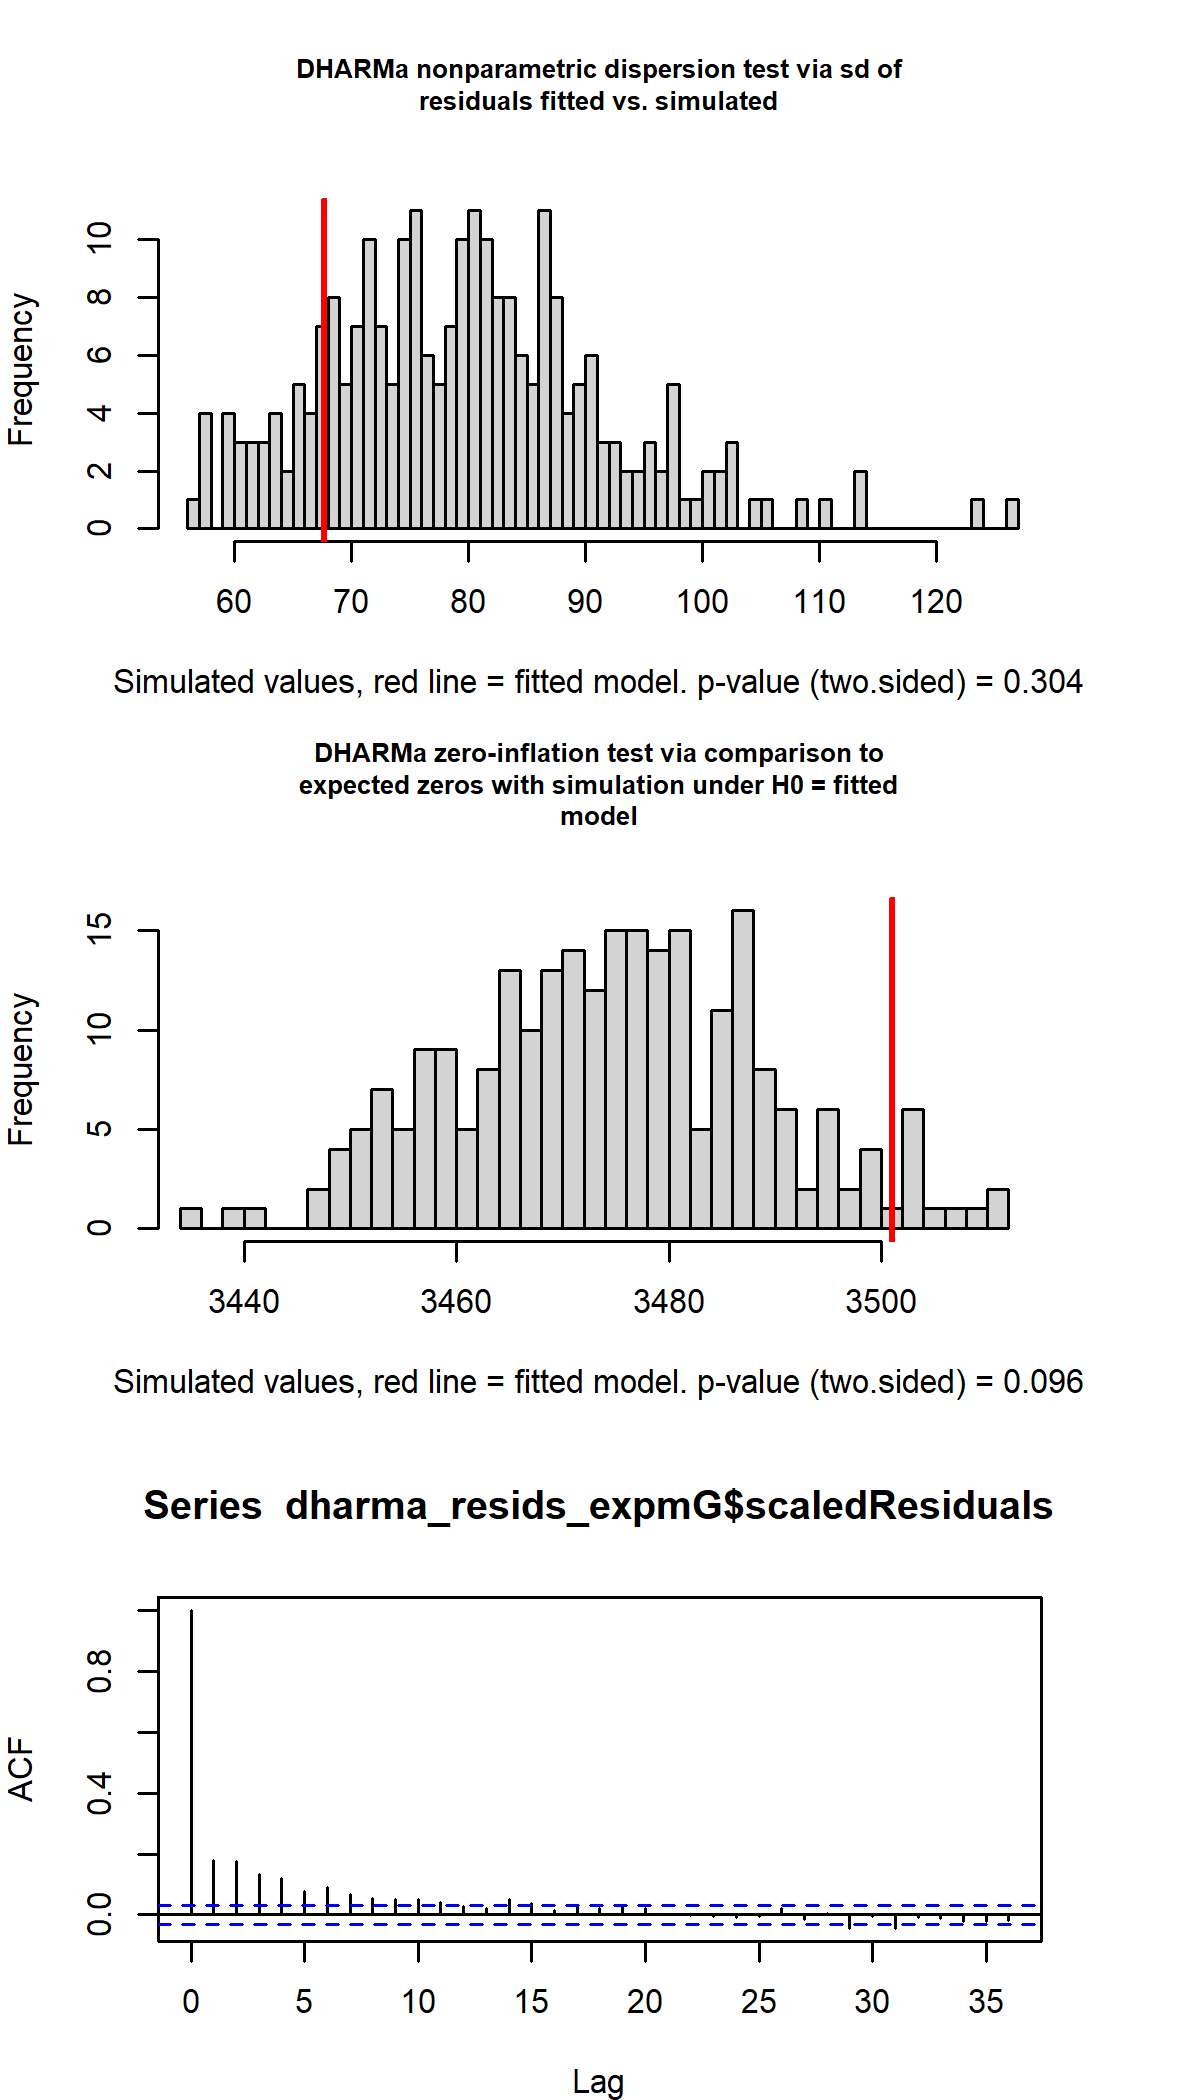 DHARMa nonparametric dispersion test via sd of
residuals fitted vs. simulated
Frequency
0 2 4 6 8 10
60 70 80 90 100 110 120
Simulated values, red line = fitted model. p-value (two.sided) = 0.304
DHARMa zero-inflation test via comparison to
expected zeros with simulation under H0 = fitted
model
Frequency
0 5 10 15
3440 3460 3480 3500
Simulated values, red line = fitted model. p-value (two.sided) = 0.096
Series dharma_resids_expmG$scaledResiduals
ACF
0.0 0.4 0.8
0 5 10 15 20 25 30 35
Lag